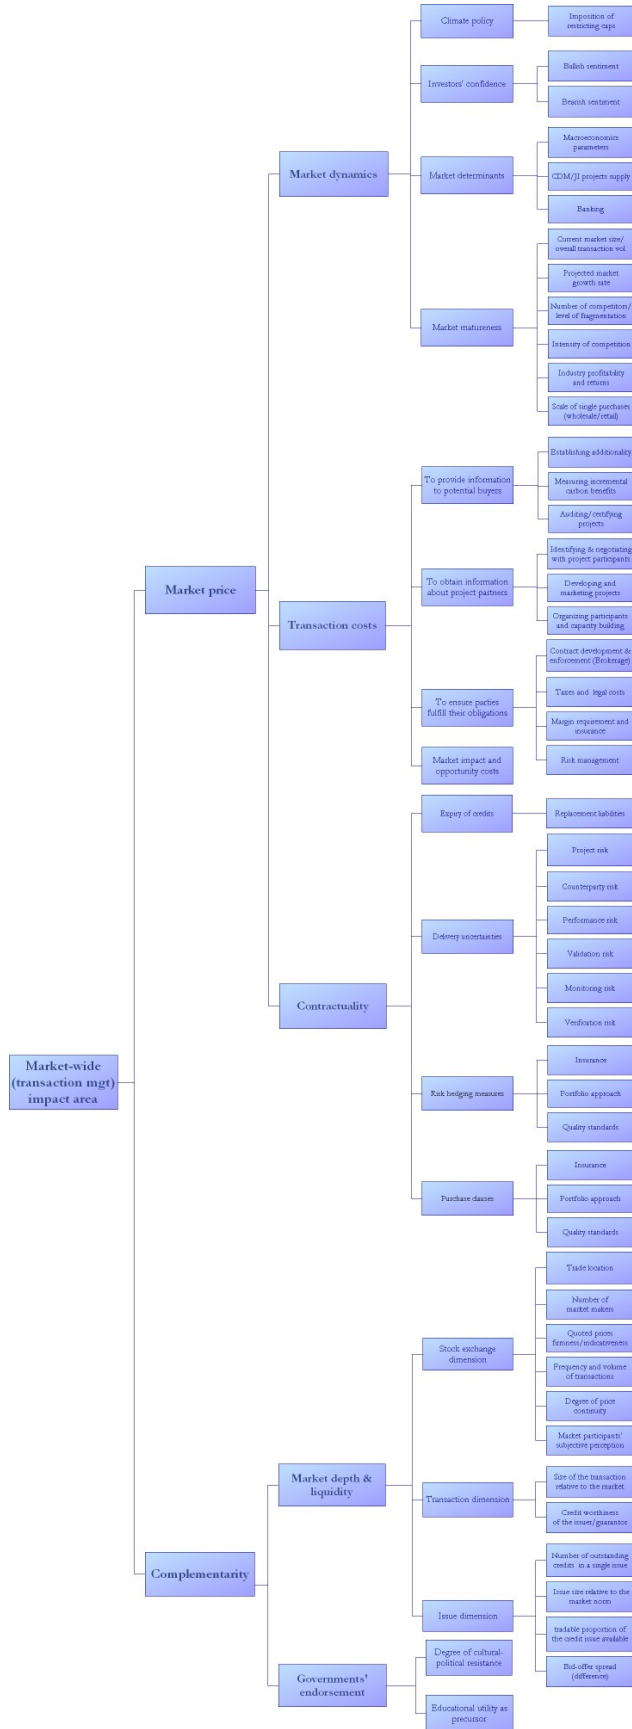 Climate policy
Imposition of
restricting caps
Investors' confidence
Bullish sentiment
Bearish sentiment
Market dynamics
Market determinants
Macroeconomics
parameters
CDM/JI projects supply
Banking
Market matureness
Current market size/
overall transaction vol.
Projected market
growth rate
Number of competitors/
level of fragmentation
Intensity of competition
Industry profitability
and returns
Scale of single purchases
(wholesale/retail)
Market price
Transaction costs
To provide information
to potential buyers
Establishing additionality
Measuring incremental
carbon benefits
Auditing/certifying
projects
To obtain information
about project partners
Identifying & negotiating
with project participants
Developing and
marketing projects
Organizing participants
and capacity building
To ensure parties
fulfill their obligations
Contract development &
enforcement (Brokerage)
Taxes and legal costs
Margin requirement and
insurance
Risk management
Market impact and
opportunity costs
Contractuality
Expiry of credits
Replacement liabilities
Delivery uncertainties
Project risk
Counterparty risk
Performance risk
Validation risk
Monitoring risk
Verification risk
Risk hedging measures
Insurance
Portfolio approach
Quality standards
Purchase clauses
Insurance
Portfolio approach
Quality standards
Market-wide
(transaction mgt)
impact area
Complementarity
Market depth &
liquidity
Stock exchange
dimension
Trade location
Number of
market makers
Quoted prices
firmness/indicativeness
Frequency and volume
of transactions
Degree of price
continuity
Market participants'
subjective perception
Transaction dimension
Size of the transaction
relative to the market
Credit worthiness
of the issuer/guarantor
Issue dimension
Number of outstanding
credits in a single issue
Issue size relative to the
market norm
tradable proportion of
the credit issue available
Bid-offer spread
(difference)
Governments'
endorsement
Degree of cultural-
political resistance
Educational utility as
precursor